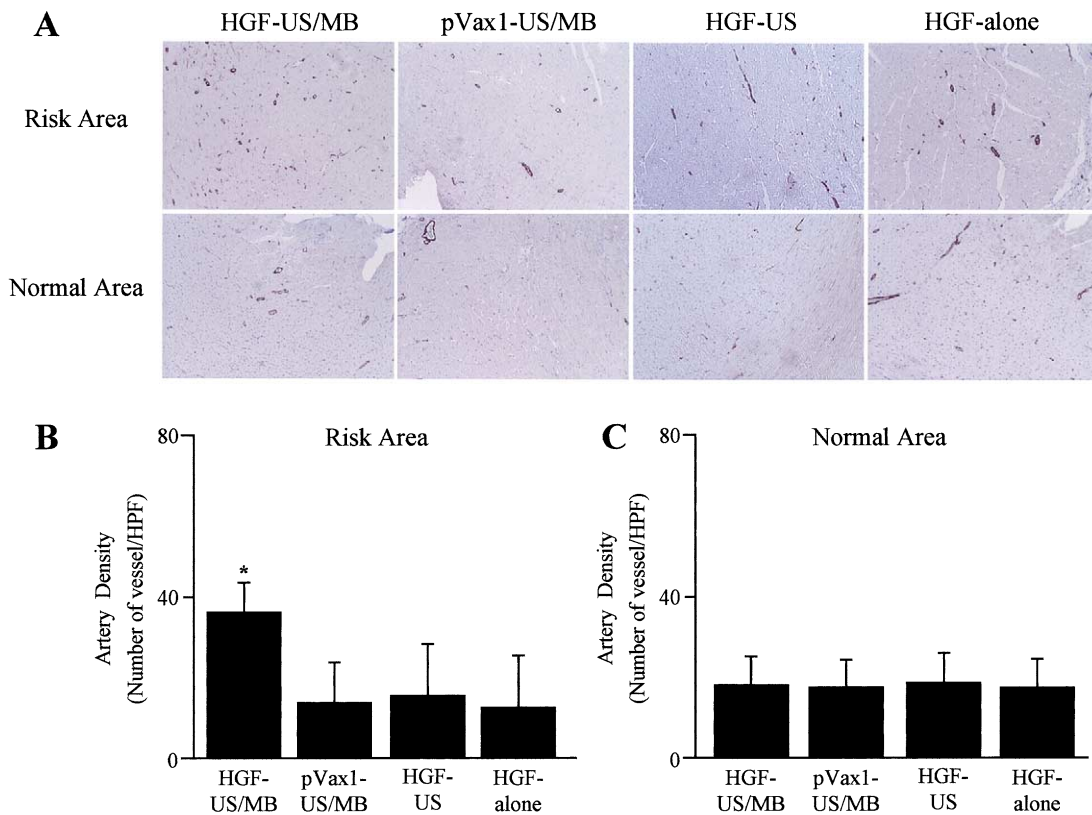 A
HGF-US/MB pVax1-US/MB HGF-US HGF-alone
Risk Area
Normal Area
B
Risk Area
80
40
0
Artery Density
(Number of vessel/HPF)
*
HGF-
US/MB
pVax1-
US/MB
HGF-
US
HGF-
alone
C
Normal Area
80
40
0
Artery Density
(Number of vessel/HPF)
HGF-
US/MB
pVax1-
US/MB
HGF-
US
HGF-
alone